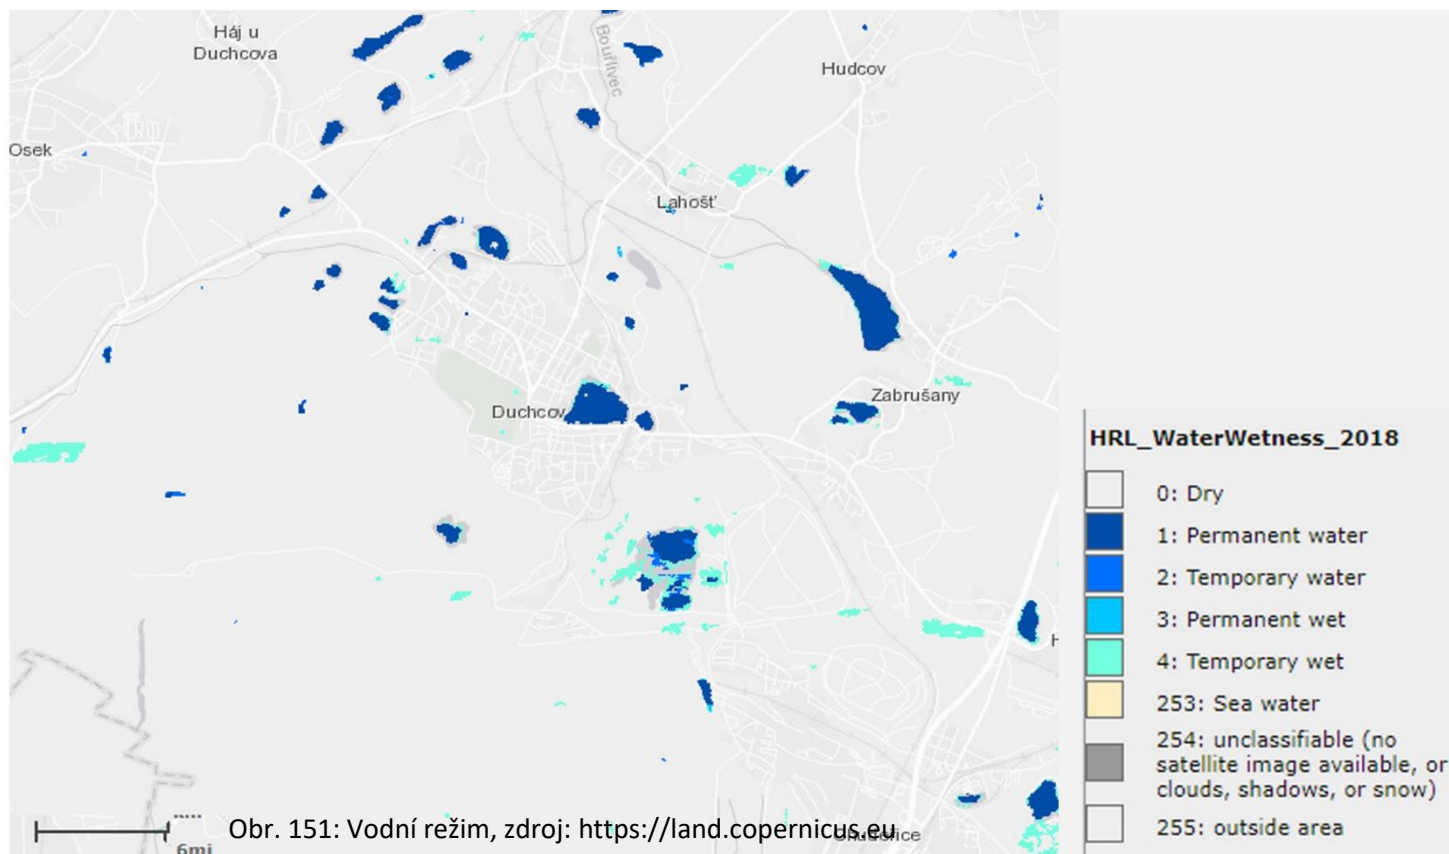 Háj u
Duchcova
Bouřlivec
Hudcov
Osek
Lahošť
Zabrušany
Duchcov
H
6mi
Obr. 151: Vodní režim, zdroj: https://land.copernicus.eu
HRL_WaterWetness_2018
0: Dry
1: Permanent water
2: Temporary water
3: Permanent wet
4: Temporary wet
253: Sea water
254: unclassifiable (no
satellite image available, or
clouds, shadows, or snow)
255: outside area